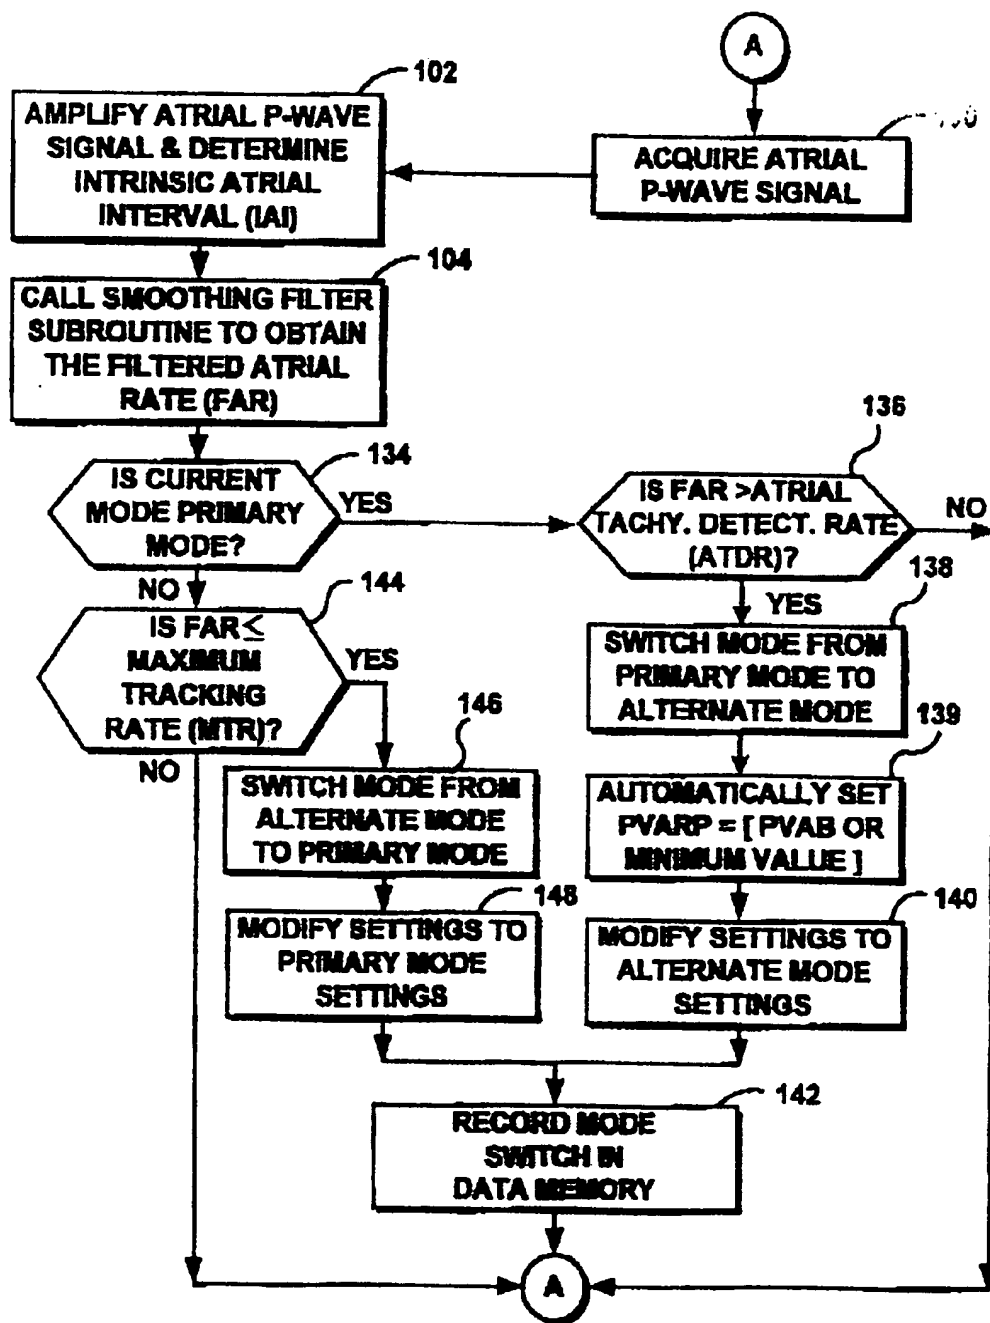 A
ACQUIRE ATRIAL
P-WAVE SIGNAL
102
AMPLIFY ATRIAL P-WAVE
SIGNAL & DETERMINE
INTRINSIC ATRIAL
INTERVAL (IAI)
104
CALL SMOOTHING FILTER
SUBROUTINE TO OBTAIN
THE FILTERED ATRIAL
RATE (FAR)
134
IS CURRENT
MODE PRIMARY
MODE?
YES
NO
136
IS FAR >ATRIAL
TACHY. DETECT. RATE
(ATDR)?
NO
YES
144
IS FAR ≤
MAXIMUM
TRACKING
RATE (MTR)?
YES
NO
138
SWITCH MODE FROM
PRIMARY MODE TO
ALTERNATE MODE
139
AUTOMATICALLY SET
PVARP = [ PVAB OR
MINIMUM VALUE ]
146
SWITCH MODE FROM
ALTERNATE MODE
TO PRIMARY MODE
148
MODIFY SETTINGS TO
PRIMARY MODE
SETTINGS
140
MODIFY SETTINGS TO
ALTERNATE MODE
SETTINGS
142
RECORD MODE
SWITCH IN
DATA MEMORY
A